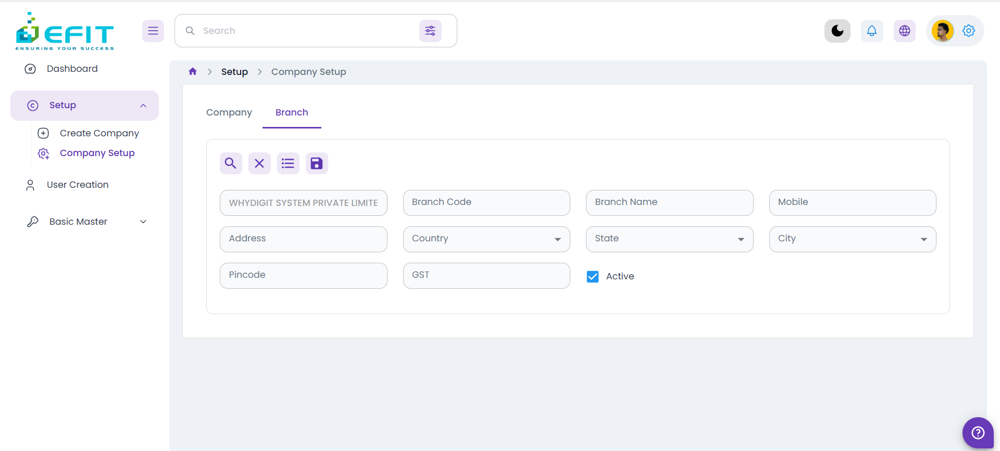 EFIT
ENSURING YOUR SUCCESS
Search
Dashboard
Setup
Create Company
Company Setup
User Creation
Basic Master
Setup
Company Setup
Company
Branch
WHYDIGIT SYSTEM PRIVATE LIMITE
Branch Code
Branch Name
Mobile
Address
Country
State
City
Pincode
GST
Active